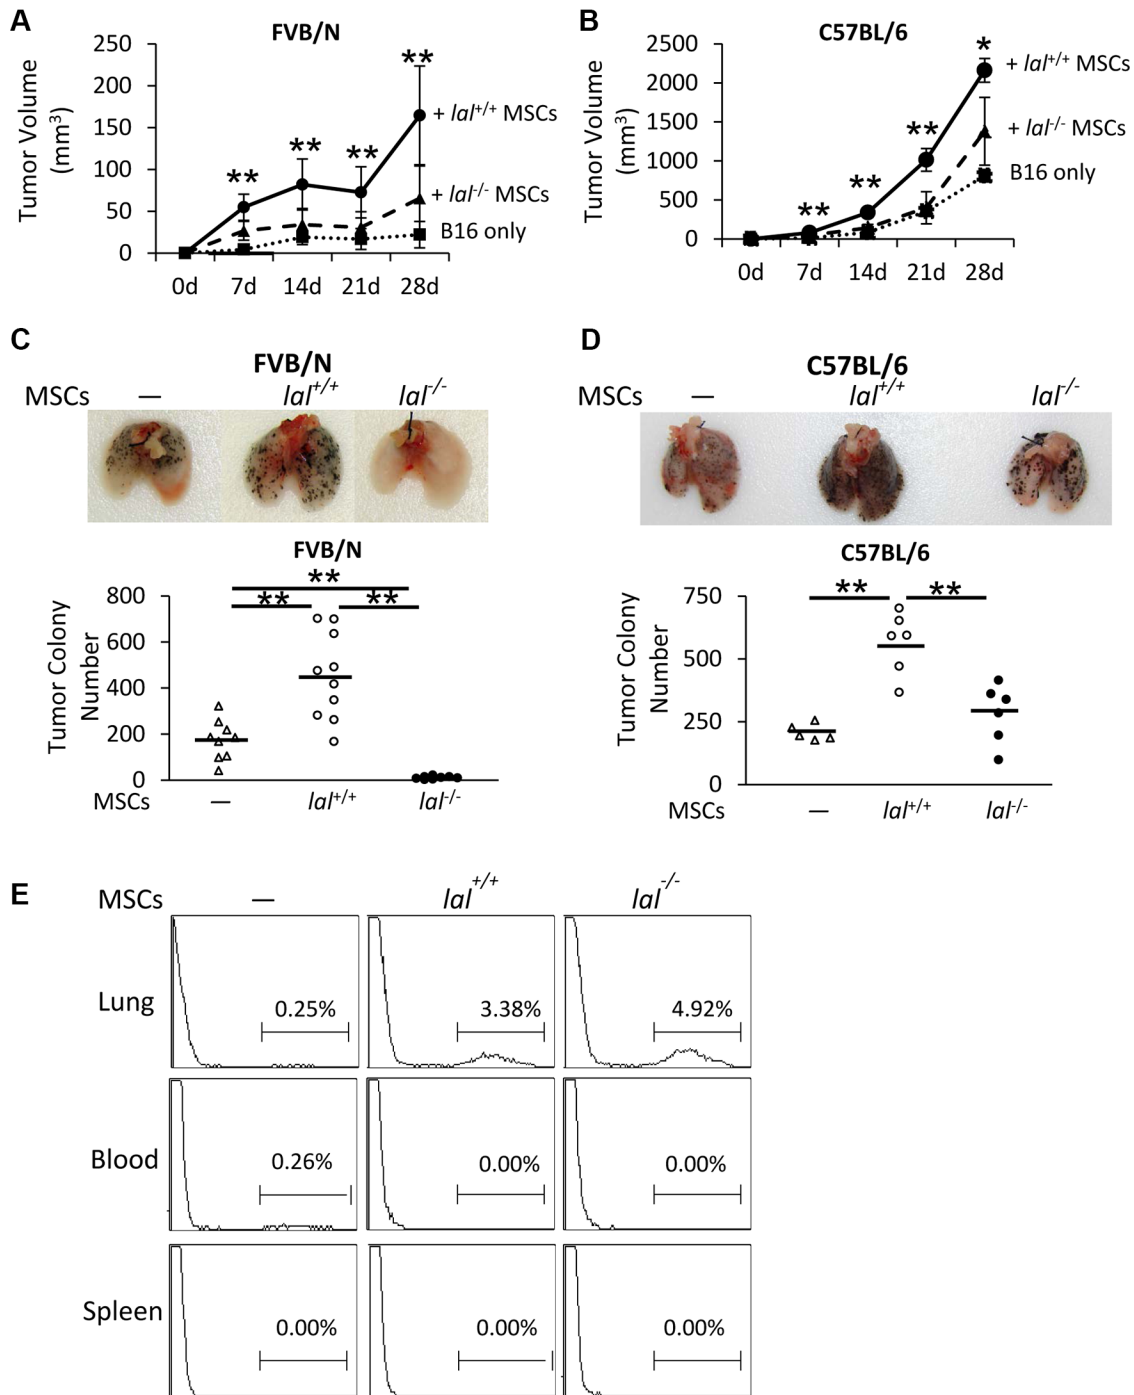 A
FVB/N
Tumor Volume
(mm³)
250
200
150
100
50
0
0d 7d 14d 21d 28d
** ** ** **
+ lal+/+ MSCs
+ lal-/- MSCs
B16 only
B
C57BL/6
Tumor Volume
(mm³)
2500
2000
1500
1000
500
0
0d 7d 14d 21d 28d
** ** ** *
+ lal+/+ MSCs
+ lal-/- MSCs
B16 only
C
FVB/N
MSCs — lal+/+ lal-/-
FVB/N
Tumor Colony
Number
800
600
400
200
0
**
** **
MSCs — lal+/+ lal-/-
D
C57BL/6
MSCs — lal+/+ lal-/-
C57BL/6
Tumor Colony
Number
750
500
250
0
** **
MSCs — lal+/+ lal-/-
E
MSCs — lal+/+ lal-/-
Lung 0.25% 3.38% 4.92%
Blood 0.26% 0.00% 0.00%
Spleen 0.00% 0.00% 0.00%